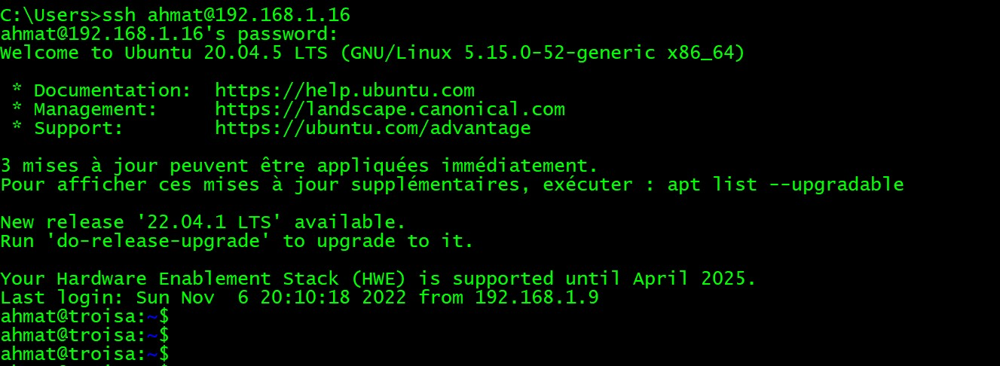 C:\Users>ssh ahmat@192.168.1.16
ahmat@192.168.1.16's password:
Welcome to Ubuntu 20.04.5 LTS (GNU/Linux 5.15.0-52-generic x86_64)

 * Documentation:  https://help.ubuntu.com
 * Management:     https://landscape.canonical.com
 * Support:        https://ubuntu.com/advantage

3 mises à jour peuvent être appliquées immédiatement.
Pour afficher ces mises à jour supplémentaires, exécuter : apt list --upgradable

New release '22.04.1 LTS' available.
Run 'do-release-upgrade' to upgrade to it.

Your Hardware Enablement Stack (HWE) is supported until April 2025.
Last login: Sun Nov  6 20:10:18 2022 from 192.168.1.9
ahmat@troisa:~$
ahmat@troisa:~$
ahmat@troisa:~$